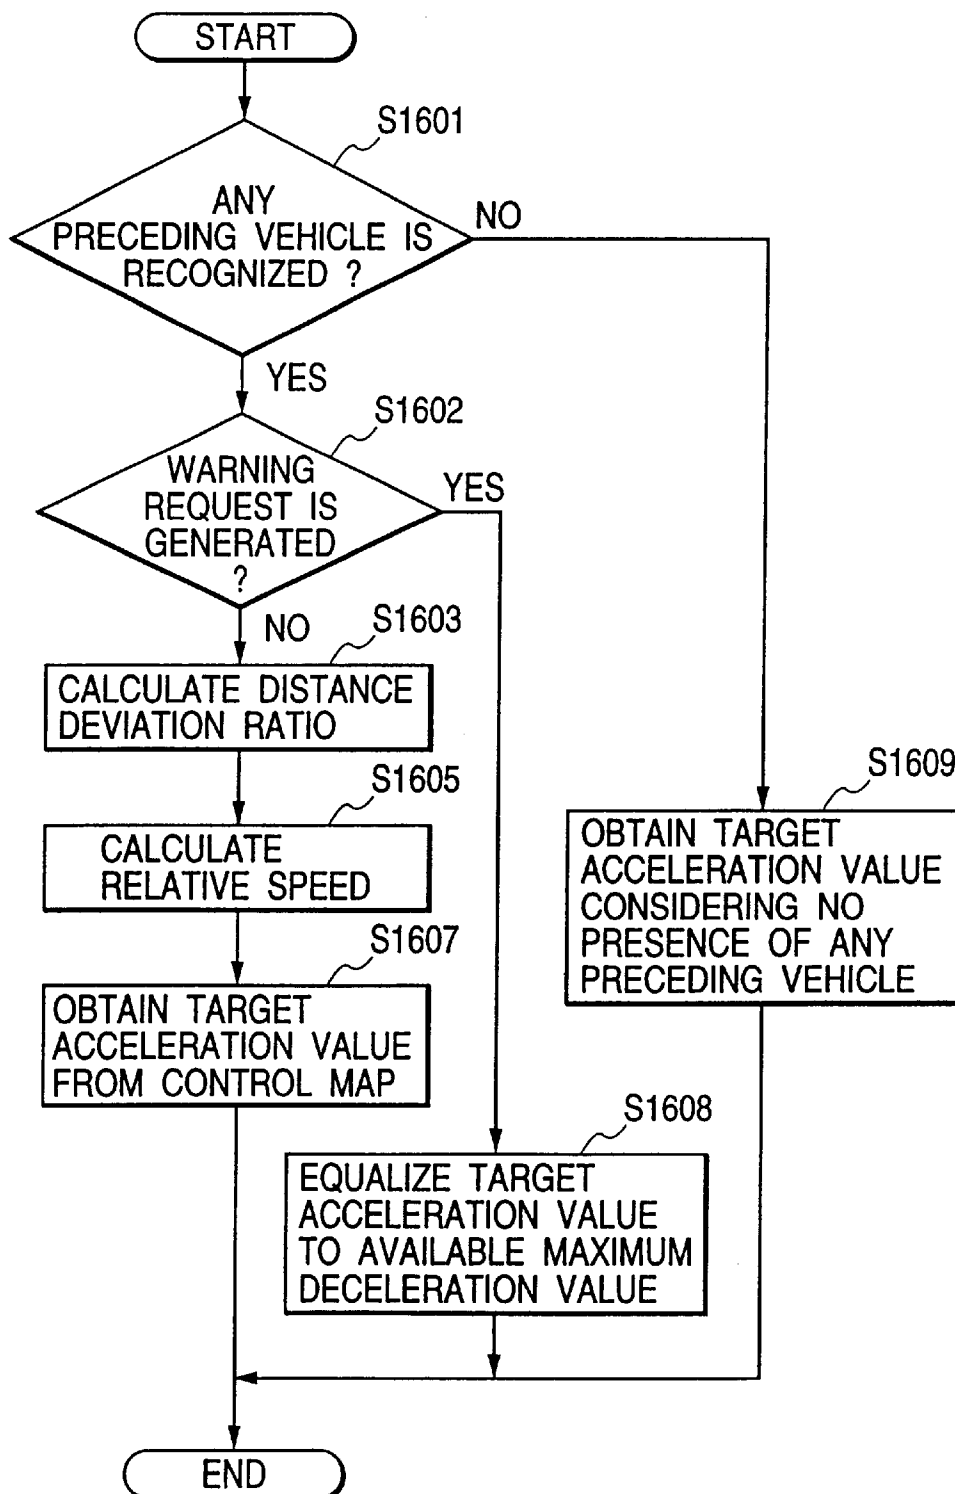 START
S1601
ANY
PRECEDING VEHICLE IS
RECOGNIZED ?
NO
YES
S1602
WARNING
REQUEST IS
GENERATED
?
YES
NO
S1603
CALCULATE DISTANCE
DEVIATION RATIO
S1605
CALCULATE
RELATIVE SPEED
S1607
OBTAIN TARGET
ACCELERATION VALUE
FROM CONTROL MAP
S1609
OBTAIN TARGET
ACCELERATION VALUE
CONSIDERING NO
PRESENCE OF ANY
PRECEDING VEHICLE
S1608
EQUALIZE TARGET
ACCELERATION VALUE
TO AVAILABLE MAXIMUM
DECELERATION VALUE
END